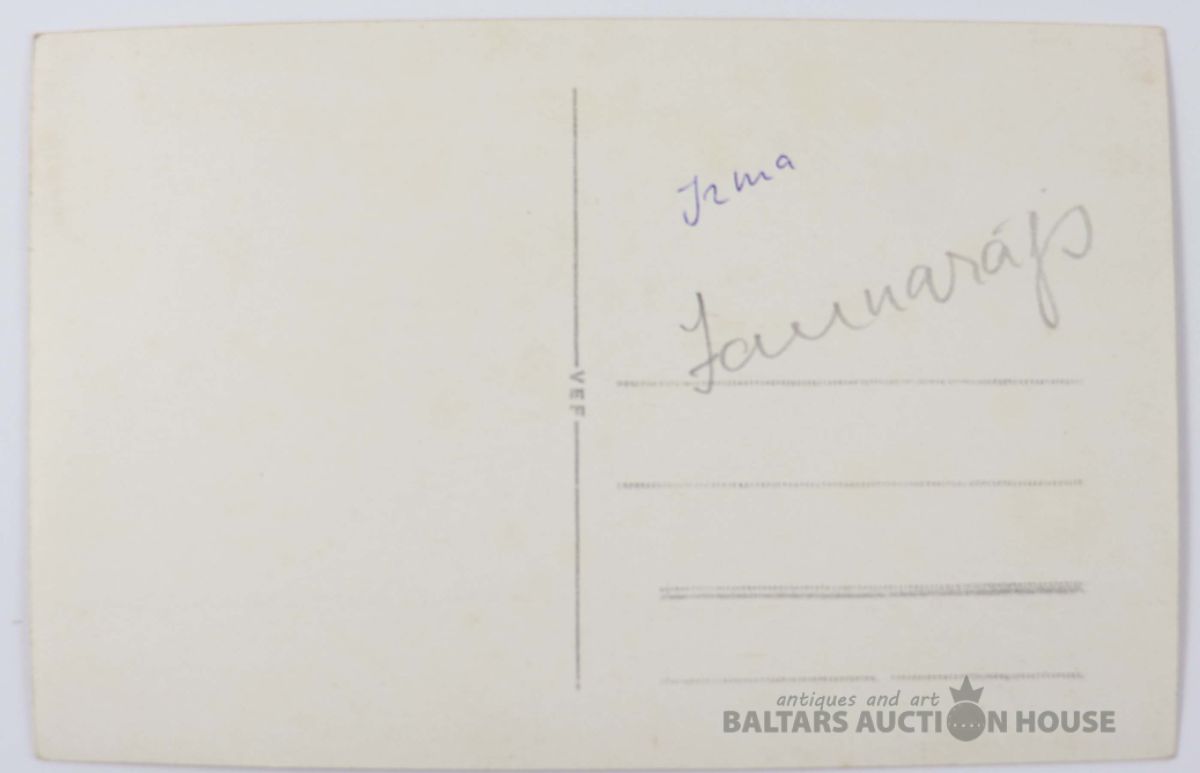 Irma
Jaunarājs
VEF
antiques and art
BALTARS AUCTION HOUSE